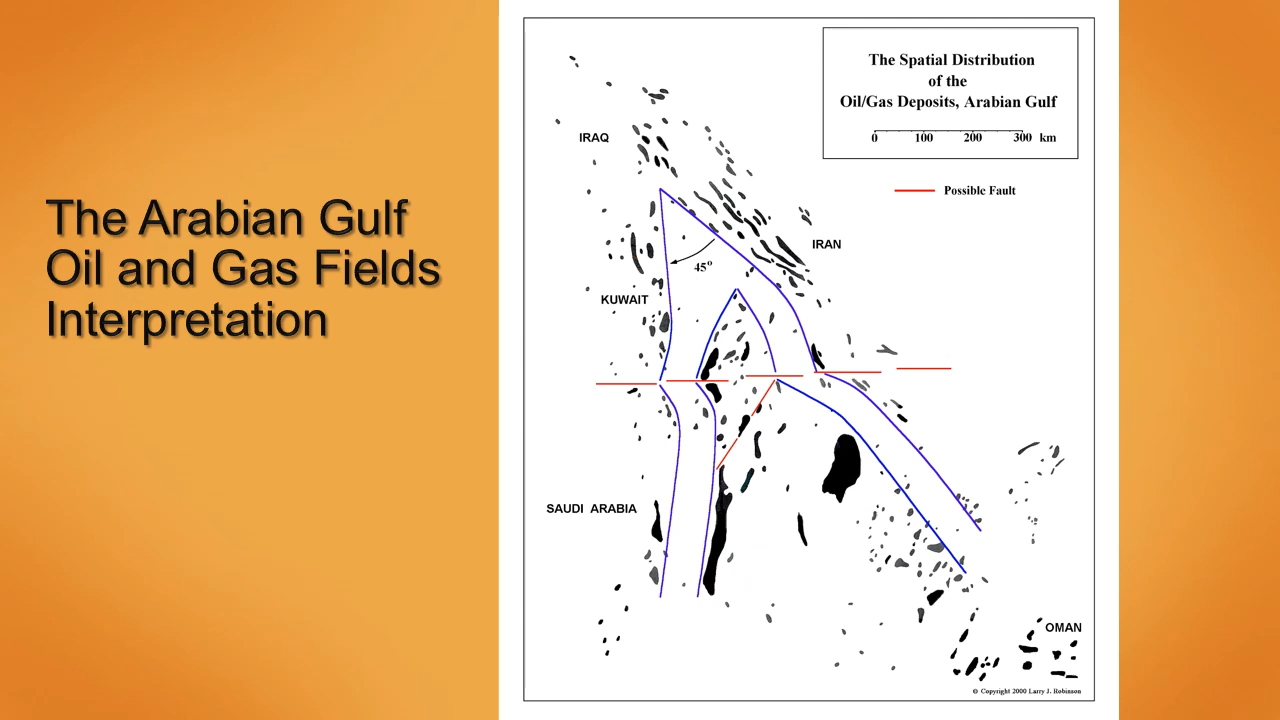 The Arabian Gulf
Oil and Gas Fields
Interpretation
The Spatial Distribution
of the
Oil/Gas Deposits, Arabian Gulf
0 100 200 300 km
IRAQ
Possible Fault
IRAN
45°
KUWAIT
SAUDI ARABIA
OMAN
© Copyright 2000 Larry J. Robinson